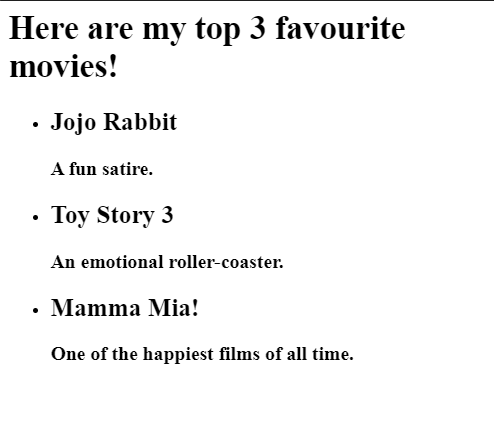 Here are my top 3 favourite
movies!
Jojo Rabbit
A fun satire.
Toy Story 3
An emotional roller-coaster.
Mamma Mia!
One of the happiest films of all time.